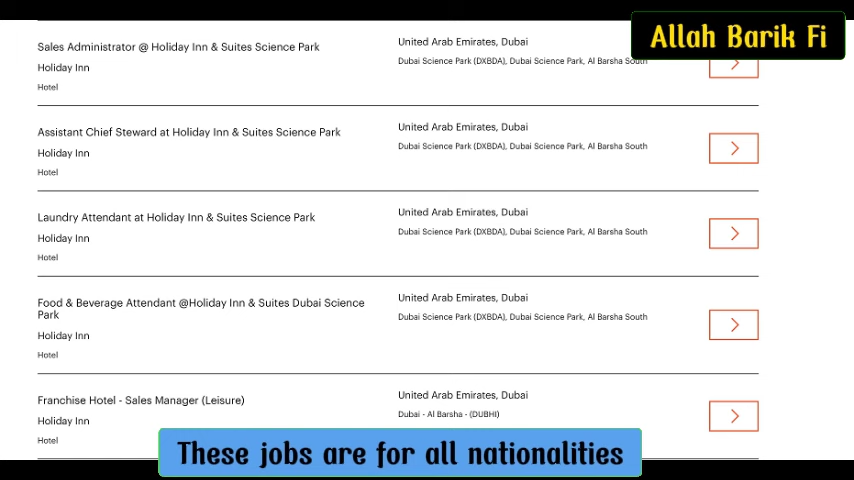 Allah Barik Fi
Sales Administrator @ Holiday Inn & Suites Science Park
Holiday Inn
Hotel
United Arab Emirates, Dubai
Dubai Science Park (DXBDA), Dubai Science Park, Al Barsha South
Assistant Chief Steward at Holiday Inn & Suites Science Park
Holiday Inn
Hotel
United Arab Emirates, Dubai
Dubai Science Park (DXBDA), Dubai Science Park, Al Barsha South
Laundry Attendant at Holiday Inn & Suites Science Park
Holiday Inn
Hotel
United Arab Emirates, Dubai
Dubai Science Park (DXBDA), Dubai Science Park, Al Barsha South
Food & Beverage Attendant @Holiday Inn & Suites Dubai Science
Park
Holiday Inn
Hotel
United Arab Emirates, Dubai
Dubai Science Park (DXBDA), Dubai Science Park, Al Barsha South
Franchise Hotel - Sales Manager (Leisure)
Holiday Inn
Hotel
United Arab Emirates, Dubai
Dubai - Al Barsha - (DUBHI)
These jobs are for all nationalities